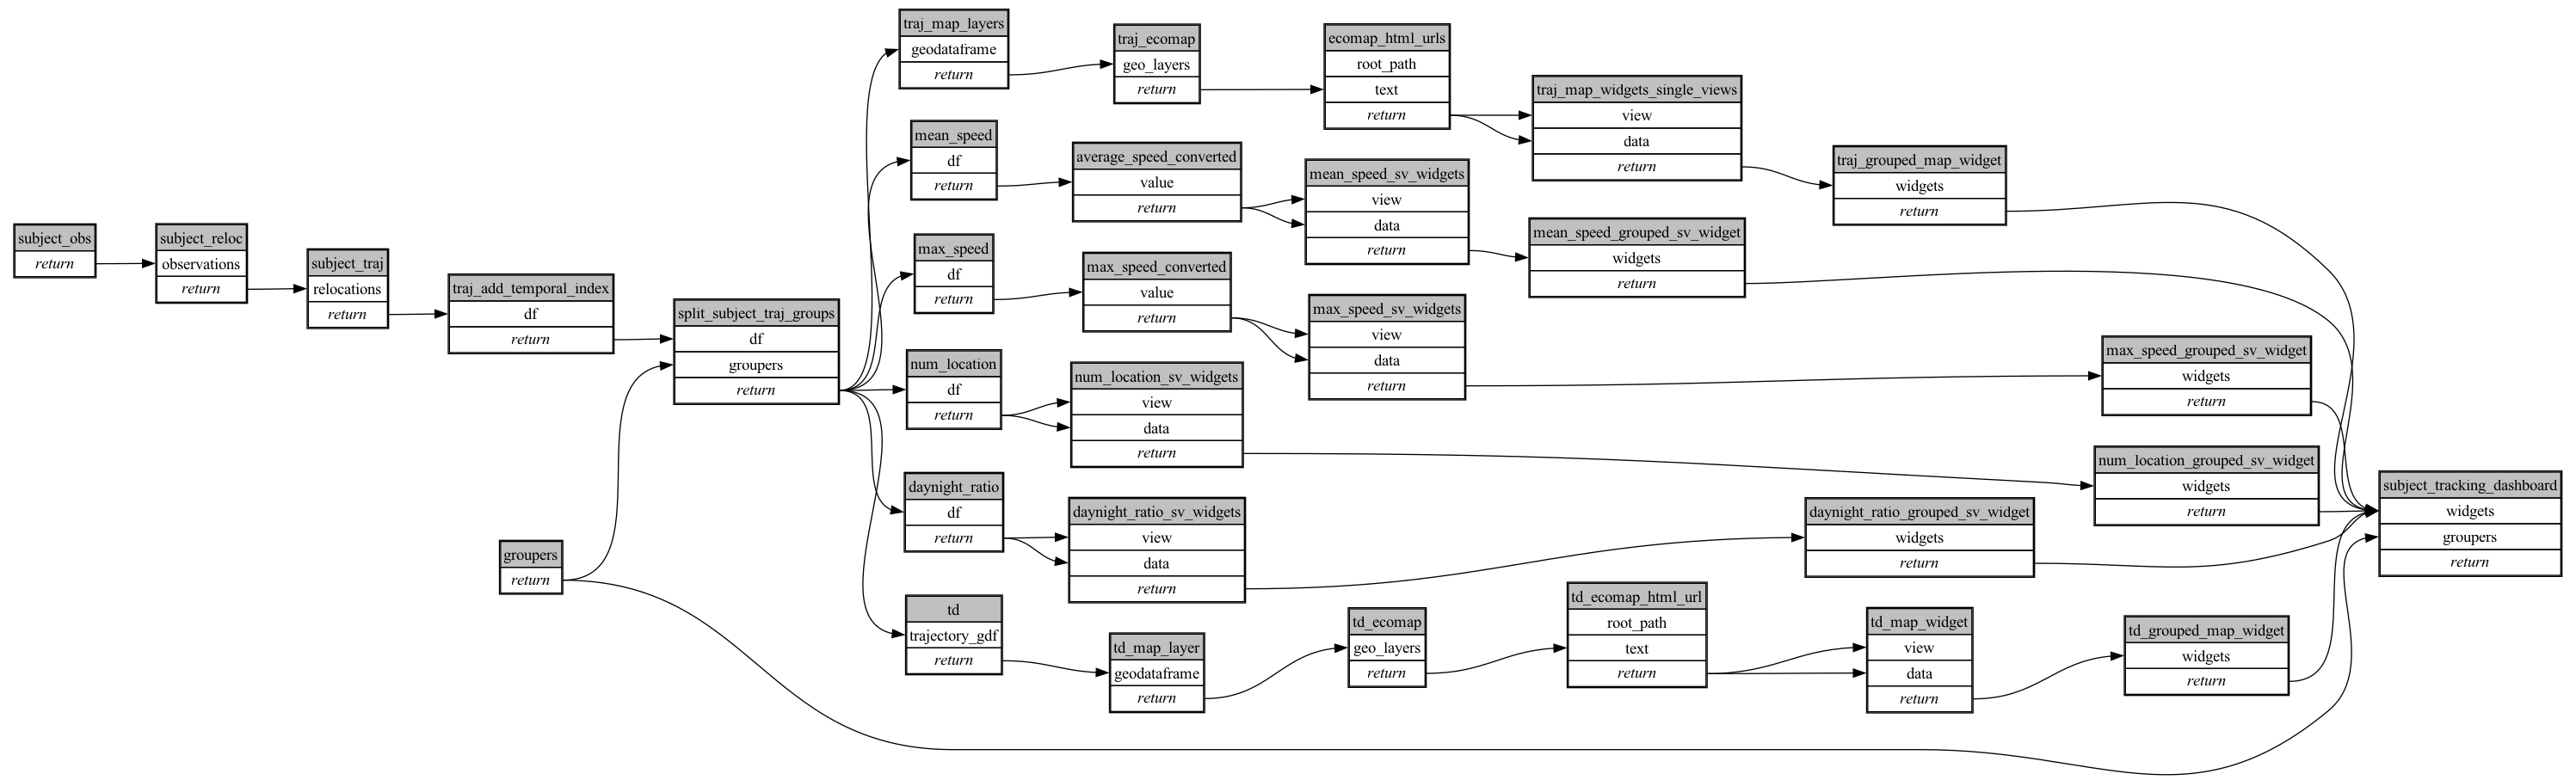 subject_obs
return
subject_reloc
observations
return
subject_traj
relocations
return
traj_add_temporal_index
df
return
groupers
return
split_subject_traj_groups
df
groupers
return
traj_map_layers
geodataframe
return
mean_speed
df
return
max_speed
df
return
num_location
df
return
daynight_ratio
df
return
td
trajectory_gdf
return
traj_ecomap
geo_layers
return
average_speed_converted
value
return
max_speed_converted
value
return
num_location_sv_widgets
view
data
return
daynight_ratio_sv_widgets
view
data
return
td_map_layer
geodataframe
return
ecomap_html_urls
root_path
text
return
mean_speed_sv_widgets
view
data
return
max_speed_sv_widgets
view
data
return
td_ecomap
geo_layers
return
traj_map_widgets_single_views
view
data
return
mean_speed_grouped_sv_widget
widgets
return
td_ecomap_html_url
root_path
text
return
traj_grouped_map_widget
widgets
return
daynight_ratio_grouped_sv_widget
widgets
return
td_map_widget
view
data
return
max_speed_grouped_sv_widget
widgets
return
num_location_grouped_sv_widget
widgets
return
td_grouped_map_widget
widgets
return
subject_tracking_dashboard
widgets
groupers
return